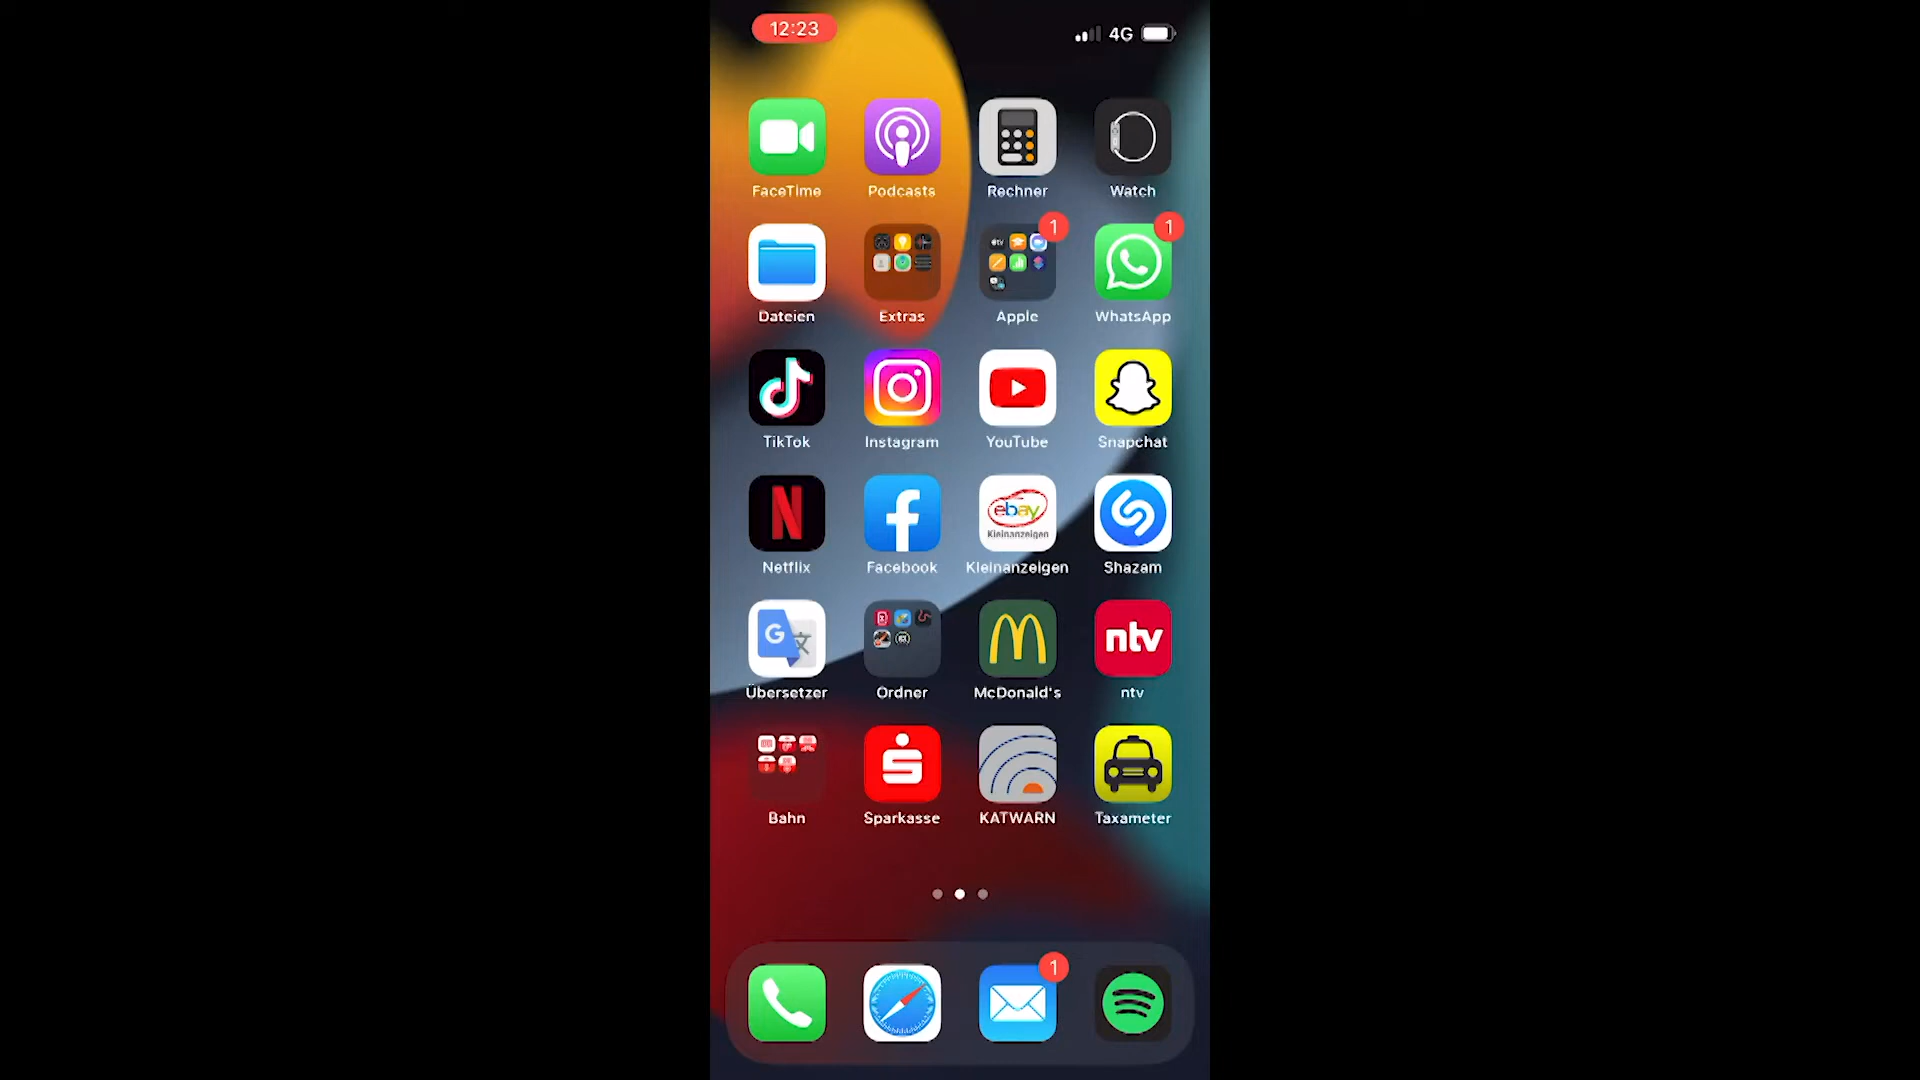 12:23
4G
FaceTime Podcasts Rechner Watch
1 1
Dateien Extras Apple WhatsApp
TikTok Instagram YouTube Snapchat
ebay
Kleinanzeigen
Netflix Facebook Kleinanzeigen Shazam
G 文 ntv
Übersetzer Ordner McDonald's ntv
Bahn Sparkasse KATWARN Taxameter
1